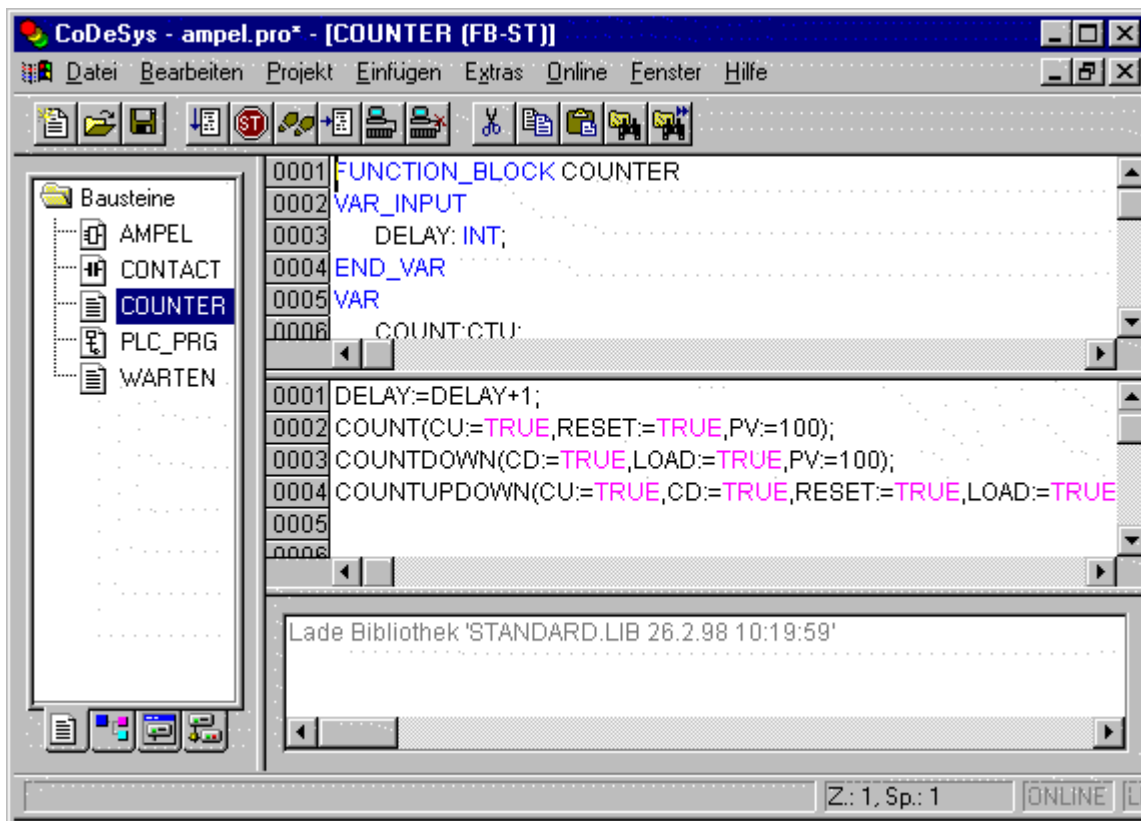 CoDeSys - ampel.pro* - [COUNTER (FB-ST)]
Datei Bearbeiten Projekt Einfügen Extras Online Fenster Hilfe
ST
Bausteine
AMPEL
CONTACT
COUNTER
PLC_PRG
WARTEN
0001 FUNCTION_BLOCK COUNTER
0002 VAR_INPUT
0003 DELAY: INT;
0004 END_VAR
0005 VAR
0006 COUNT:CTU;
0001 DELAY:=DELAY+1;
0002 COUNT(CU:=TRUE,RESET:=TRUE,PV:=100);
0003 COUNTDOWN(CD:=TRUE,LOAD:=TRUE,PV:=100);
0004 COUNTUPDOWN(CU:=TRUE,CD:=TRUE,RESET:=TRUE,LOAD:=TRUE
0005
0006
Lade Bibliothek 'STANDARD.LIB 26.2.98 10:19:59'
Z.: 1, Sp.: 1 ONLINE